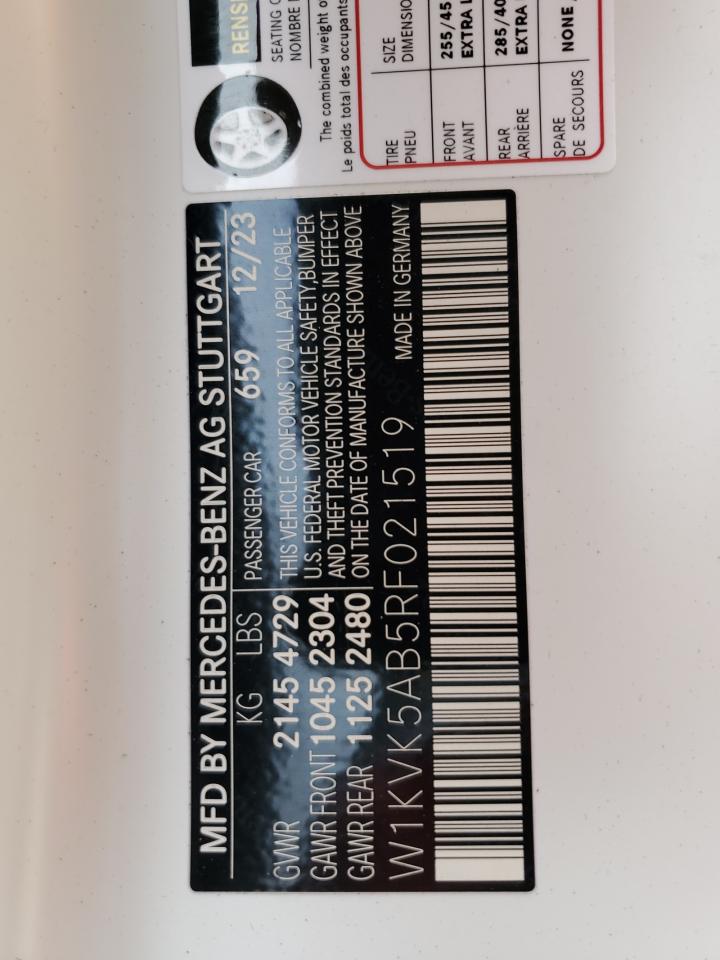 MFD BY MERCEDES-BENZ AG STUTTGART
KG LBS PASSENGER CAR 659 12/23
GVWR 2145 4729 THIS VEHICLE CONFORMS TO ALL APPLICABLE
GAWR FRONT 1045 2304 U.S. FEDERAL MOTOR VEHICLE SAFETY,BUMPER
GAWR REAR 1125 2480 AND THEFT PREVENTION STANDARDS IN EFFECT
ON THE DATE OF MANUFACTURE SHOWN ABOVE
W1KVK5AB5RF021519 MADE IN GERMANY
SEATING
NOMBRE
The combined weight
Le poids total des occupants
TIRE SIZE
PNEU
FRONT 255/45
AVANT EXTRA
REAR 285/40
ARRIÈRE EXTRA
SPARE NONE
DE SECOURS